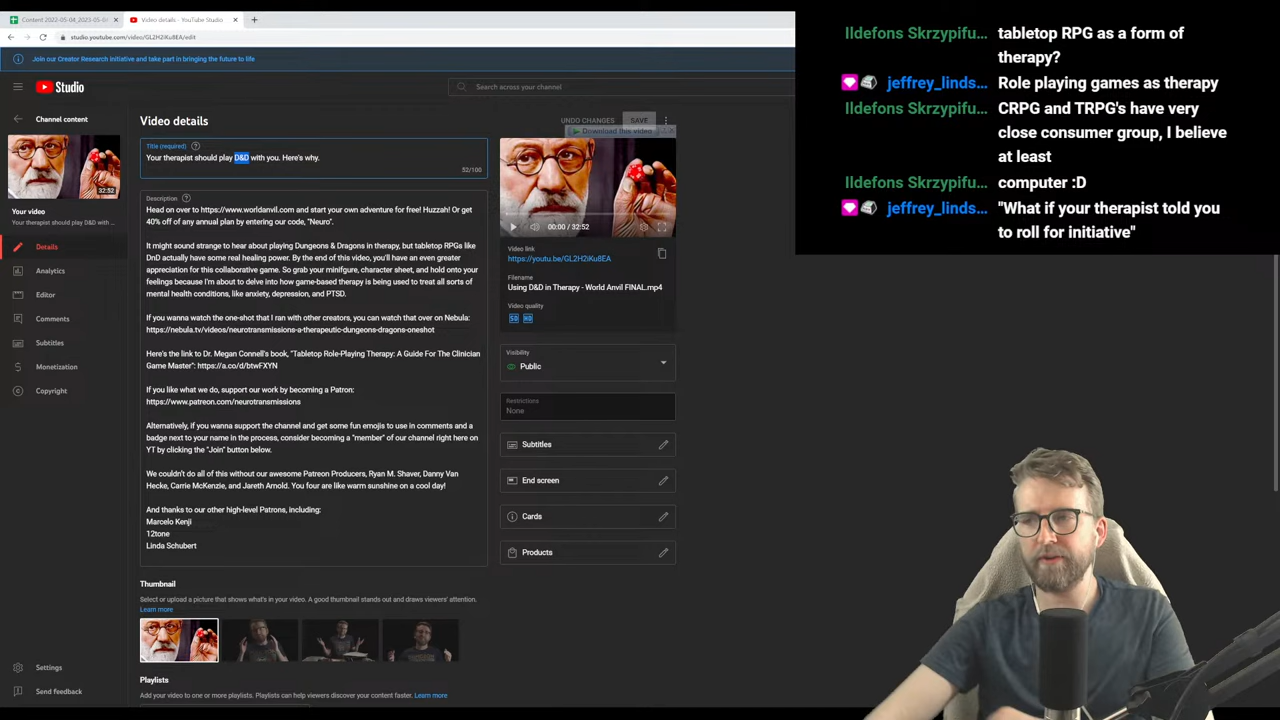 Content 2022-05-04_2023-05-0
Video details - YouTube Studio
studio.youtube.com/video/GL2H2iKu8EA/edit
Join our Creator Research initiative and take part in bringing the future to life
Studio
Search across your channel
Channel content
32:52
Your video
Your therapist should play D&D with you. Here's w...
Details
Analytics
Editor
Comments
Subtitles
Monetization
Copyright
Settings
Send feedback
Video details
UNDO CHANGES
SAVE
Download this video
Title (required)
Your therapist should play D&D with you. Here's why.
52/100
Description
Head on over to https://www.worldanvil.com and start your own adventure for free! Huzzah! Or get
40% off of any annual plan by entering our code, "Neuro".
It might sound strange to hear about playing Dungeons & Dragons in therapy, but tabletop RPGs like
DnD actually have some real healing power. By the end of this video, you'll have an even greater
appreciation for this collaborative game. So grab your minifgure, character sheet, and hold onto your
feelings because I'm about to delve into how game-based therapy is being used to treat all sorts of
mental health conditions, like anxiety, depression, and PTSD.
If you wanna watch the one-shot that I ran with other creators, you can watch that over on Nebula:
https://nebula.tv/videos/neurotransmissions-a-therapeutic-dungeons-dragons-oneshot
Here's the link to Dr. Megan Connell's book, "Tabletop Role-Playing Therapy: A Guide For The Clinician
Game Master": https://a.co/d/btwFXYN
If you like what we do, support our work by becoming a Patron:
https://www.patreon.com/neurotransmissions
Alternatively, if you wanna support the channel and get some fun emojis to use in comments and a
badge next to your name in the process, consider becoming a "member" of our channel right here on
YT by clicking the "Join" button below.
We couldn't do all of this without our awesome Patreon Producers, Ryan M. Shaver, Danny Van
Hecke, Carrie McKenzie, and Jareth Arnold. You four are like warm sunshine on a cool day!
And thanks to our other high-level Patrons, including:
Marcelo Kenji
12tone
Linda Schubert
Thumbnail
Select or upload a picture that shows what's in your video. A good thumbnail stands out and draws viewers' attention.
Learn more
Playlists
Add your video to one or more playlists. Playlists can help viewers discover your content faster. Learn more
00:00 / 32:52
Video link
https://youtu.be/GL2H2iKu8EA
Filename
Using D&D in Therapy - World Anvil FINAL.mp4
Video quality
SD HD
Visibility
Public
Restrictions
None
Subtitles
End screen
Cards
Products
Ildefons Skrzypifu... tabletop RPG as a form of
therapy?
jeffrey_linds... Role playing games as therapy
Ildefons Skrzypifu... CRPG and TRPG's have very
close consumer group, I believe
at least
Ildefons Skrzypifu... computer :D
jeffrey_linds... "What if your therapist told you
to roll for initiative"